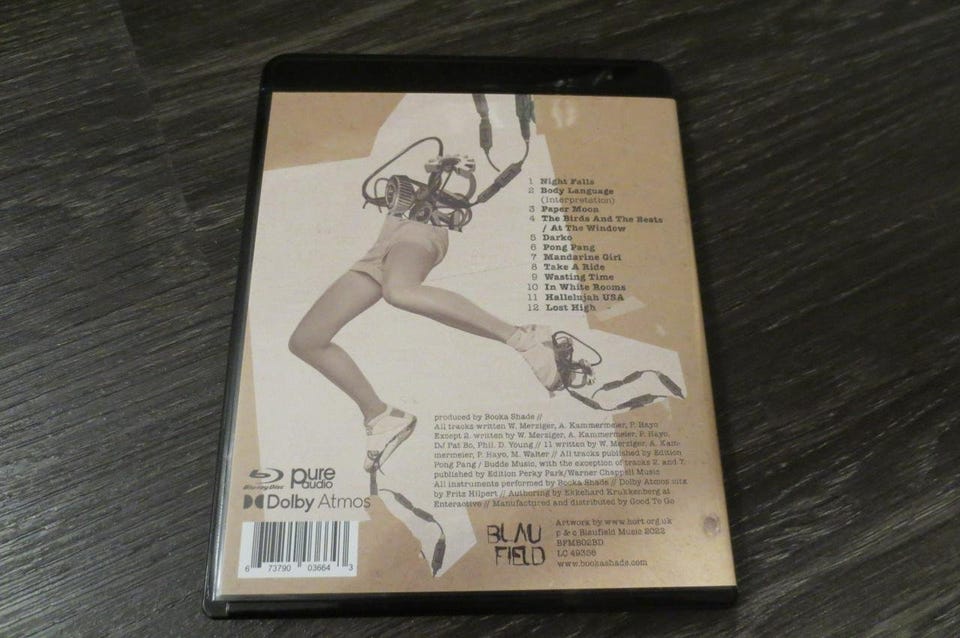 1 Night Falls
2 Body Language
(Interpretation)
3 Paper Moon
4 The Birds And The Beats
/ At The Window
5 Darko
6 Pong Pang
7 Mandarine Girl
8 Take A Ride
9 Wasting Time
10 In White Rooms
11 Hallelujah USA
12 Lost High
produced by Booka Shade //
All tracks written W. Merziger, A. Kammermeier, P. Hayo
Except 2. written by W. Merziger, A. Kammermeier, P. Hayo,
DJ Pat Bo, Phil. D. Young // 11 written by W. Merziger, A. Kam-
mermeier, P. Hayo, M. Walter // All tracks published by Edition
Pong Pang / Budde Music, with the exception of tracks 2. and 7.
published by Edition Perky Park/Warner Chappell Music
All instruments performed by Booka Shade // Dolby Atmos mix
by Fritz Hilpert // Authoring by Ekkehard Krukkenberg at
Enteractive // Manufactured and distributed by Good To Go
Blu-ray Disc
pure
audio
Dolby Atmos
6 73790 03664 3
BLAU
FIELD
Artwork by www.hort.org.uk
p & c Blaufield Music 2022
BFMB02BD
LC 49356
www.bookashade.com